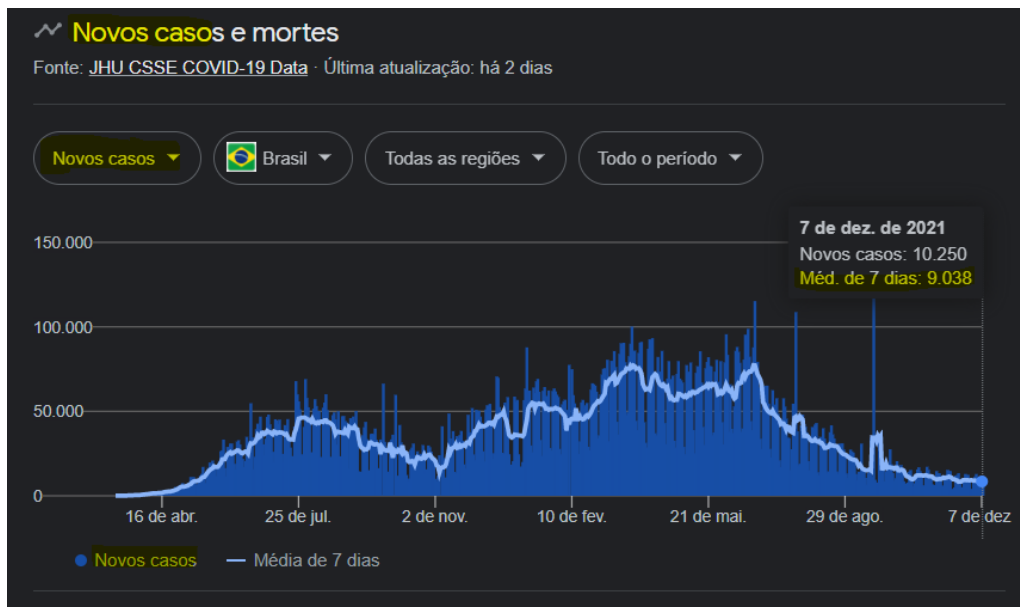 Novos casos e mortes
Fonte: JHU CSSE COVID-19 Data · Última atualização: há 2 dias
Novos casos Brasil Todas as regiões Todo o período
7 de dez. de 2021
Novos casos: 10.250
Méd. de 7 dias: 9.038
150.000
100.000
50.000
0
16 de abr. 25 de jul. 2 de nov. 10 de fev. 21 de mai. 29 de ago. 7 de dez
Novos casos Média de 7 dias